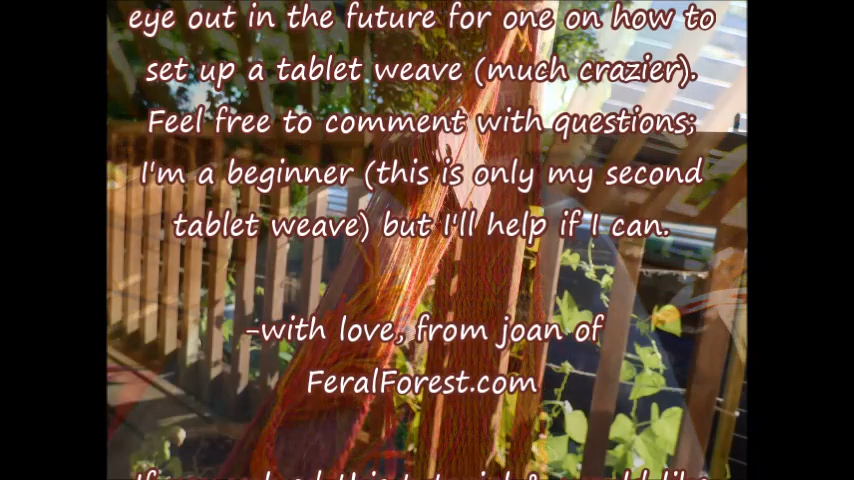 eye out in the future for one on how to
set up a tablet weave (much crazier).
Feel free to comment with questions;
I'm a beginner (this is only my second
tablet weave) but I'll help if I can.
-with love, from joan of
FeralForest.com